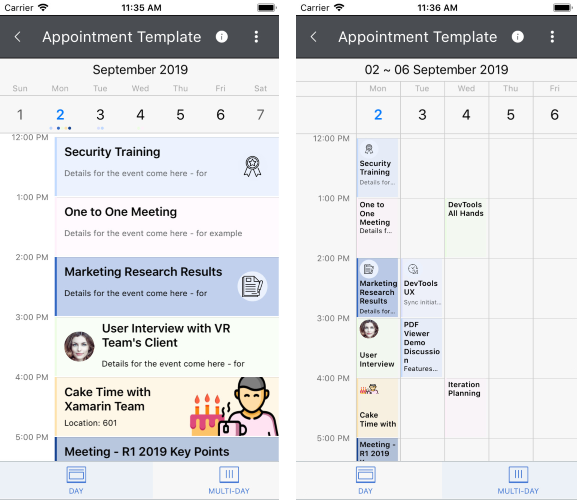 Carrier 11:35 AM
Appointment Template
September 2019
Sun Mon Tue Wed Thu Fri Sat
1 2 3 4 5 6 7
12:00 PM
Security Training
Details for the event come here - for
1:00 PM
One to One Meeting
Details for the event come here - for example
2:00 PM
Marketing Research Results
Details for the event come here - for
3:00 PM
User Interview with VR
Team's Client
Details for the event come here - for
4:00 PM
Cake Time with
Xamarin Team
Location: 601
5:00 PM
Meeting - R1 2019 Key Points
DAY MULTI-DAY
Carrier 11:36 AM
Appointment Template
02 ~ 06 September 2019
Mon Tue Wed Thu Fri
2 3 4 5 6
12:00 PM
Security
Training
Details for...
1:00 PM
One to
One
Meeting
Details f...
DevTools
All Hands
2:00 PM
Marketing
Research
Results
Details for...
DevTools
UX
Sync initiat...
3:00 PM
User
Interview
PDF
Viewer
Demo
Discussio
n
Features...
4:00 PM
Cake
Time with
Iteration
Planning
5:00 PM
Meeting -
R1 2019
Key
DAY MULTI-DAY